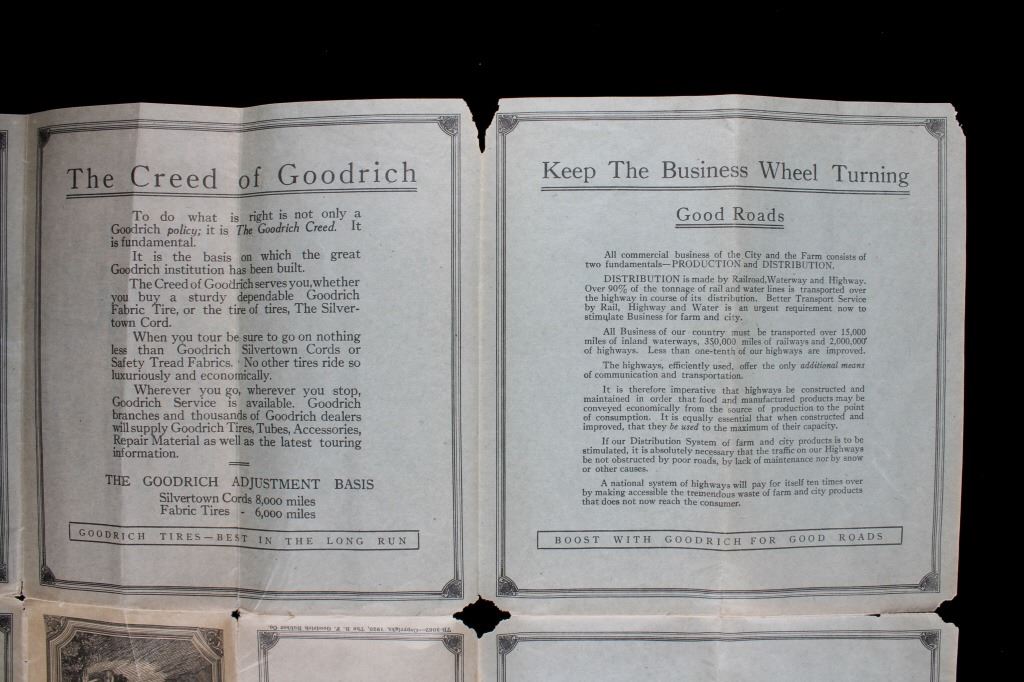 The Creed of Goodrich
To do what is right is not only a
Goodrich policy; it is The Goodrich Creed. It
is fundamental.
It is the basis on which the great
Goodrich institution has been built.
The Creed of Goodrich serves you, whether
you buy a sturdy dependable Goodrich
Fabric Tire, or the tire of tires, The Silver-
town Cord.
When you tour be sure to go on nothing
less than Goodrich Silvertown Cords or
Safety Tread Fabrics. No other tires ride so
luxuriously and economically.
Wherever you go, wherever you stop,
Goodrich Service is available. Goodrich
branches and thousands of Goodrich dealers
will supply Goodrich Tires, Tubes, Accessories,
Repair Material as well as the latest touring
information.
THE GOODRICH ADJUSTMENT BASIS
Silvertown Cords 8,000 miles
Fabric Tires - 6,000 miles
GOODRICH TIRES—BEST IN THE LONG RUN
Keep The Business Wheel Turning
Good Roads
All commercial business of the City and the Farm consists of
two fundamentals—PRODUCTION and DISTRIBUTION.
DISTRIBUTION is made by Railroad, Waterway and Highway.
Over 90% of the tonnage of rail and water lines is transported over
the highway in course of its distribution. Better Transport Service
by Rail, Highway and Water is an urgent requirement now to
stimulate Business for farm and city.
All Business of our country must be transported over 15,000
miles of inland waterways, 350,000 miles of railways and 2,000,000
of highways. Less than one-tenth of our highways are improved.
The highways, efficiently used, offer the only additional means
of communication and transportation.
It is therefore imperative that highways be constructed and
maintained in order that food and manufactured products may be
conveyed economically from the source of production to the point
of consumption. It is equally essential that when constructed and
improved, that they be used to the maximum of their capacity.
If our Distribution System of farm and city products is to be
stimulated, it is absolutely necessary that the traffic on our Highways
be not obstructed by poor roads, by lack of maintenance nor by snow
or other causes.
A national system of highways will pay for itself ten times over
by making accessible the tremendous waste of farm and city products
that does not now reach the consumer.
BOOST WITH GOODRICH FOR GOOD ROADS
Copyright, 1920, The B. F. Goodrich Rubber Co.